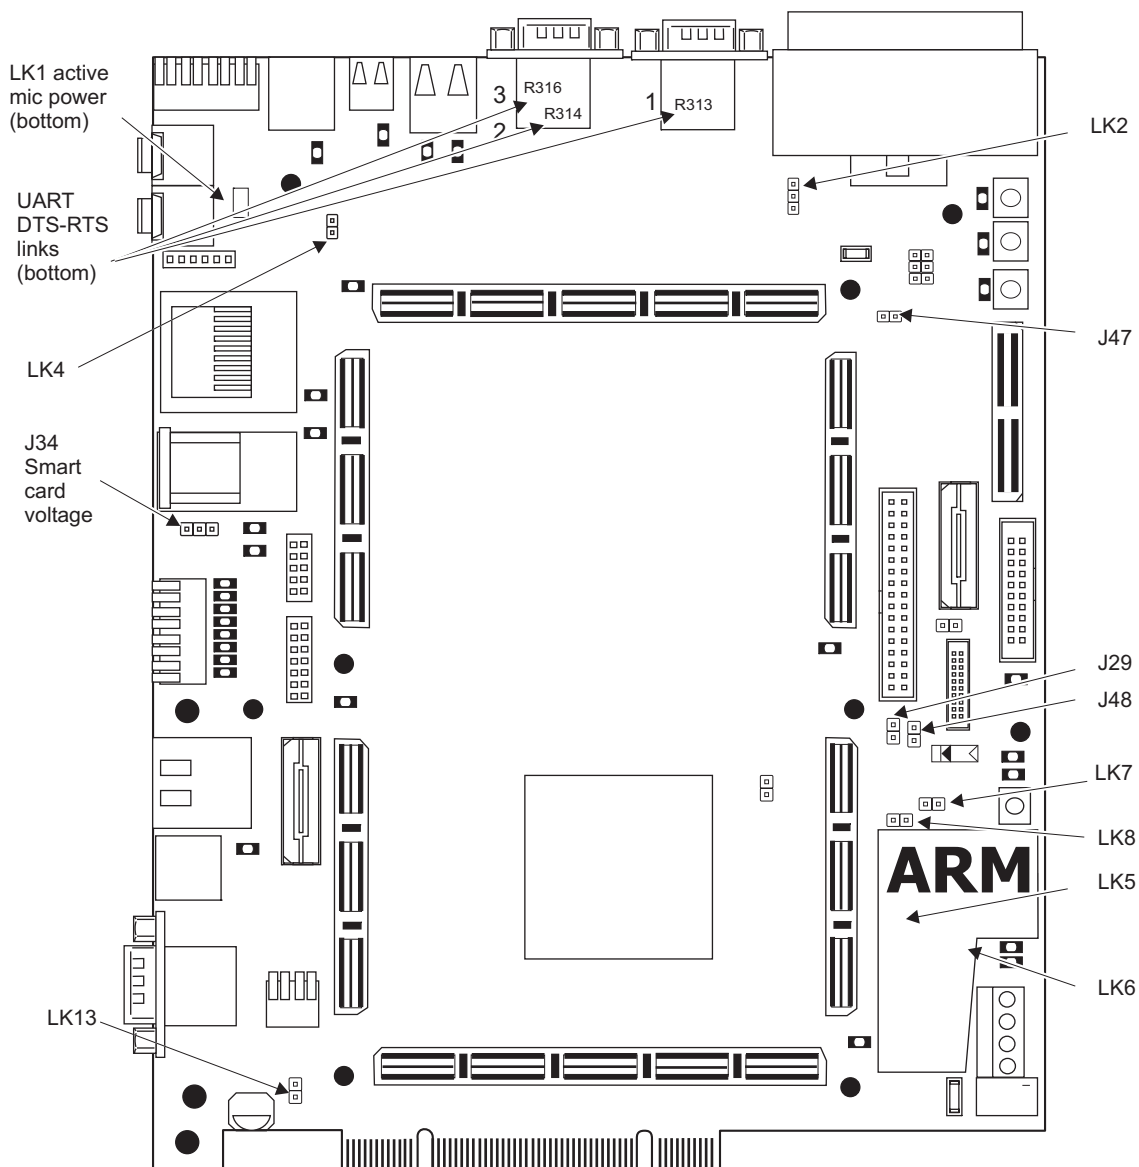 LK1 active
mic power
(bottom)
3
R316
R314
2
1
R313
LK2
UART
DTS-RTS
links
(bottom)
LK4
J47
J34
Smart
card
voltage
J29
J48
LK7
LK8
ARM
LK5
LK6
LK13